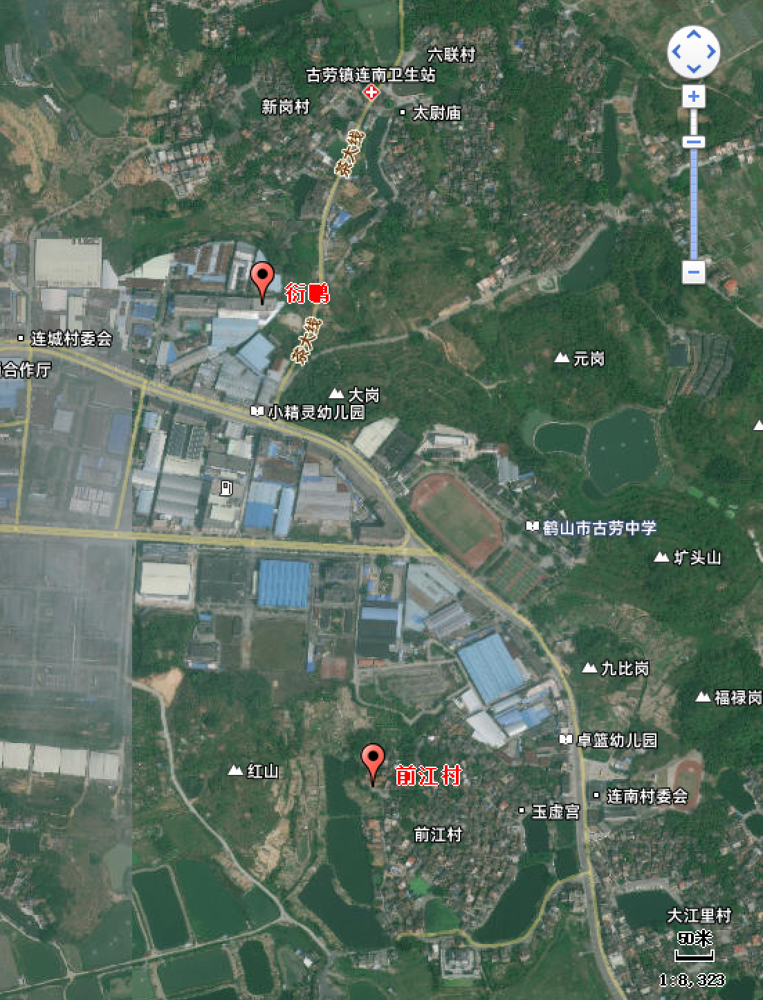 六联村
古劳镇连南卫生站
新岗村
太尉庙
衍
连城村委会
合作厅
元岗
大岗
小精灵幼儿园
鹤山市古劳中学
圹头山
九比岗
福禄岗
卓篮幼儿园
红山
前江村
连南村委会
玉虚宫
前江村
大江里村
50米
1:8,323